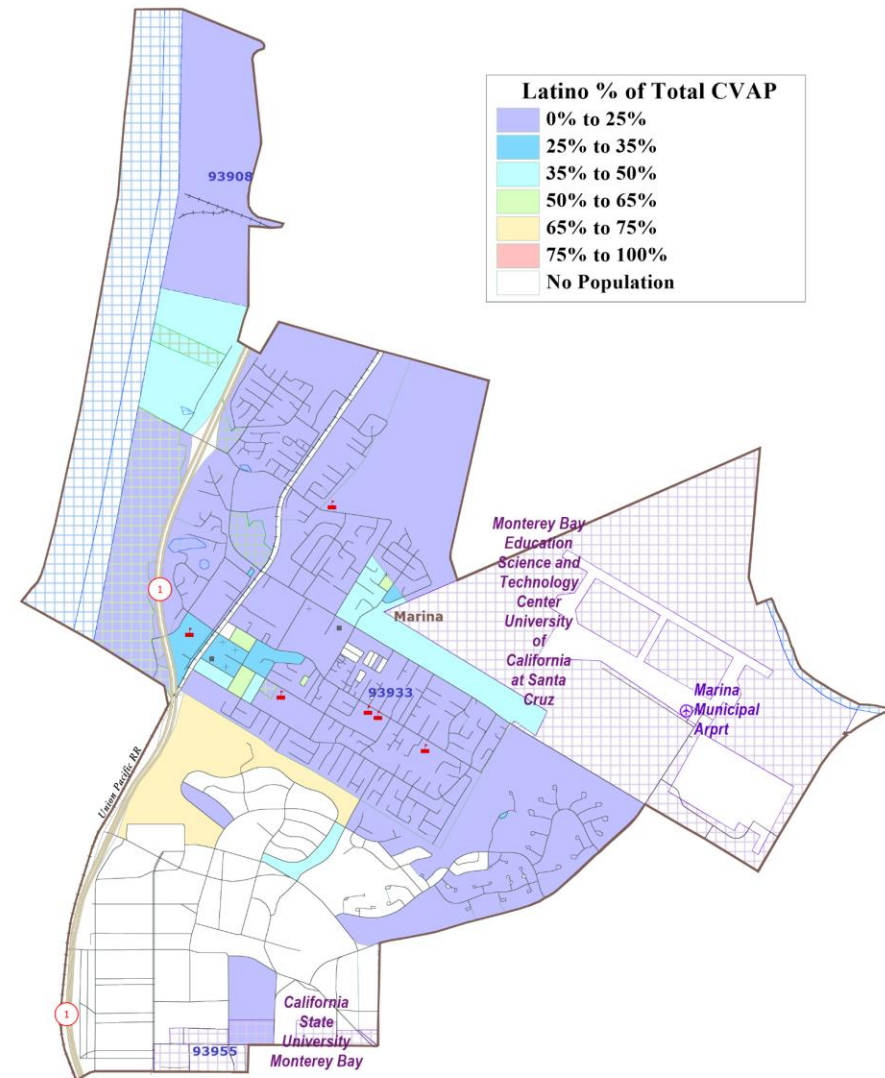 Latino % of Total CVAP
0% to 25%
25% to 35%
35% to 50%
50% to 65%
65% to 75%
75% to 100%
No Population
93908
Monterey Bay
Education
Science and
Technology
Center
University
of
California
at Santa
Cruz
1
Marina
93933
Marina
Municipal
Arprt
Union Pacific RR
1
California
State
University
Monterey Bay
93955